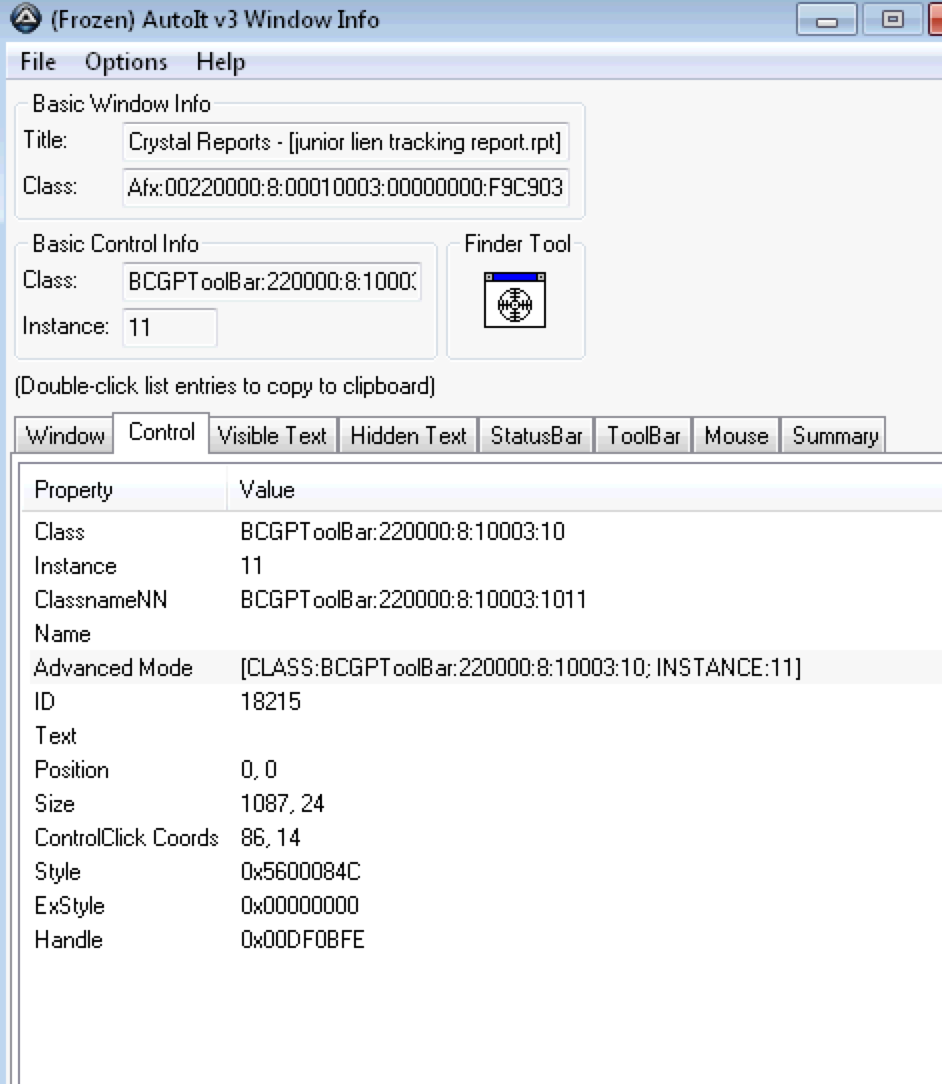 (Frozen) AutoIt v3 Window Info
File Options Help
Basic Window Info
Title: Crystal Reports - [junior lien tracking report.rpt]
Class: Afx:00220000:8:00010003:00000000:F9C903
Basic Control Info
Finder Tool
Class: BCGPToolBar:220000:8:10003
Instance: 11
(Double-click list entries to copy to clipboard)
Window Control Visible Text Hidden Text StatusBar ToolBar Mouse Summary
Property Value
Class BCGPToolBar:220000:8:10003:10
Instance 11
ClassnameNN BCGPToolBar:220000:8:10003:1011
Name
Advanced Mode [CLASS:BCGPToolBar:220000:8:10003:10; INSTANCE:11]
ID 18215
Text
Position 0, 0
Size 1087, 24
ControlClick Coords 86, 14
Style 0x5600084C
ExStyle 0x00000000
Handle 0x00DF0BFE